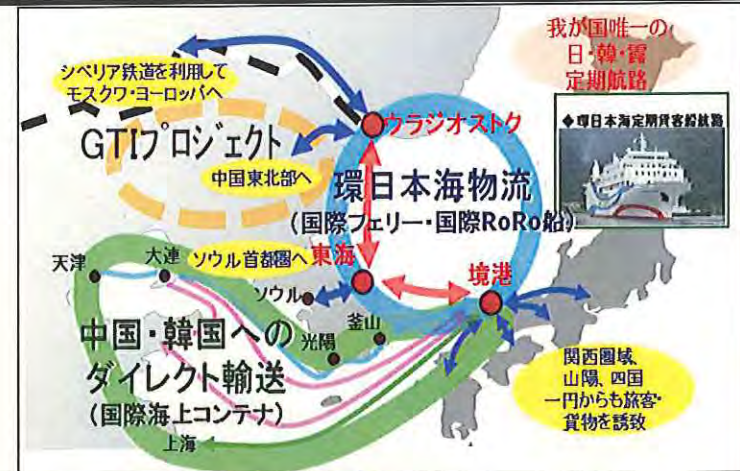 我が国唯一の
日・韓・露
定期航路
シベリア鉄道を利用して
モスクワ・ヨーロッパへ
ウラジオストク
◆環日本海定期貨客船航路
GTIプロジェクト
中国東北部へ
環日本海物流
(国際フェリー・国際RoRo船)
天津
大連
ソウル首都圏へ
東海
境港
ソウル
釜山
光陽
中国・韓国への
ダイレクト輸送
(国際海上コンテナ)
上海
関西圏域、
山陽、四国
一円からも旅客・
貨物を誘致